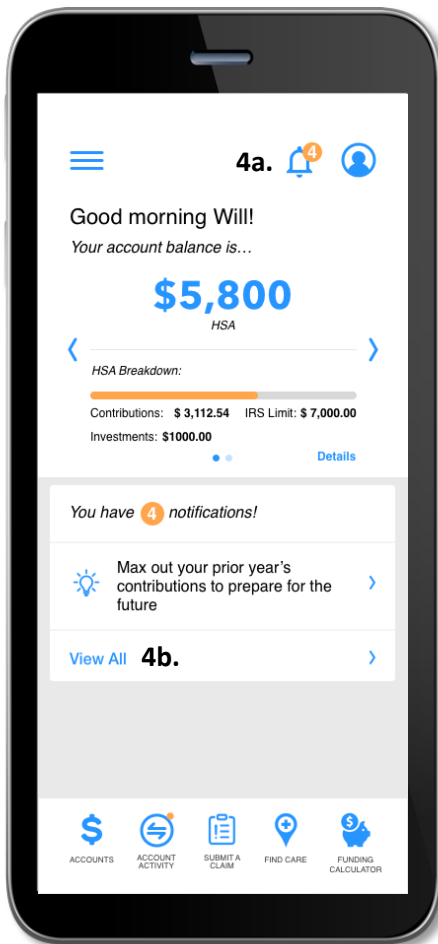 4a. 4
Good morning Will!
Your account balance is...
$5,800
HSA
HSA Breakdown:
Contributions: $ 3,112.54 IRS Limit: $ 7,000.00
Investments: $1000.00
Details
You have 4 notifications!
Max out your prior year's
contributions to prepare for the
future
View All 4b.
ACCOUNTS
ACCOUNT
ACTIVITY
SUBMIT A
CLAIM
FIND CARE
$
FUNDING
CALCULATOR